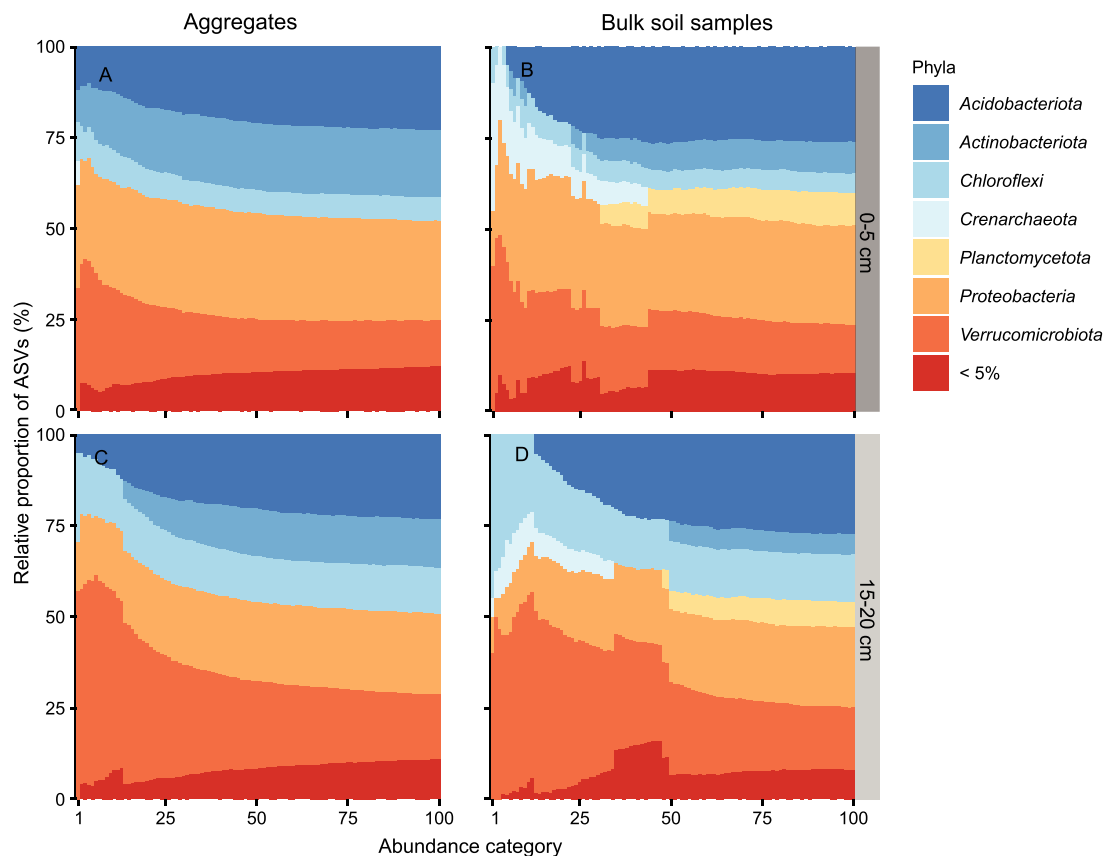 Aggregates
Bulk soil samples
Relative proportion of ASVs (%)
100
75
50
25
0
A
B
0-5 cm
Phyla
Acidobacteriota
Actinobacteriota
Chloroflexi
Crenarchaeota
Planctomycetota
Proteobacteria
Verrucomicrobiota
< 5%
100
75
50
25
0
C
D
15-20 cm
1 25 50 75 100
1 25 50 75 100
Abundance category